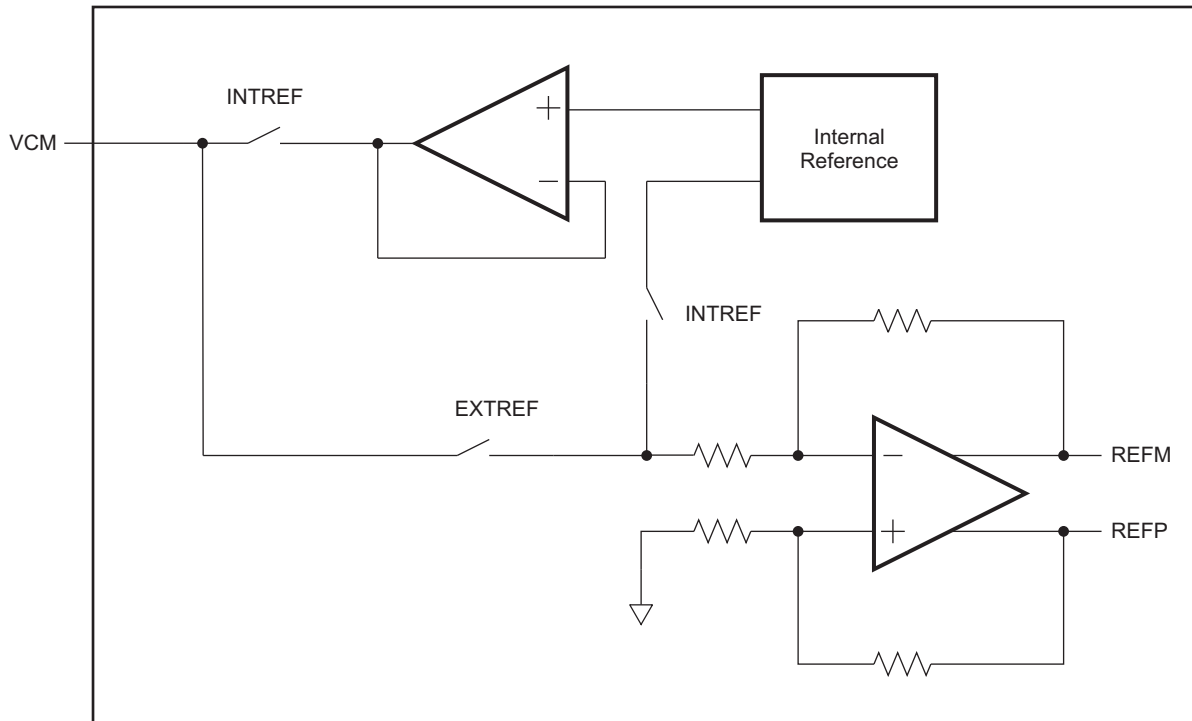 INTREF
VCM
Internal
Reference
INTREF
EXTREF
REFM
REFP